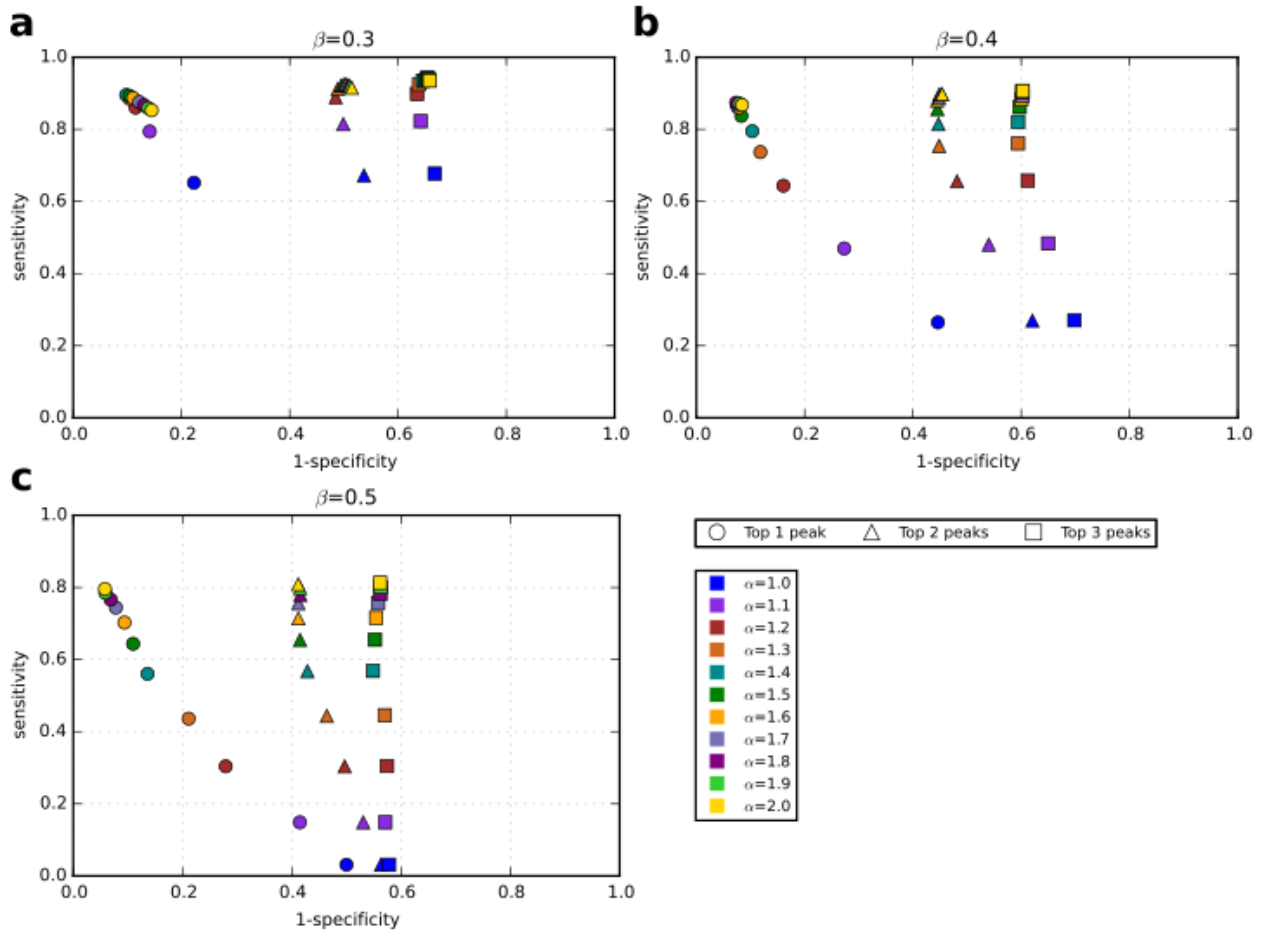 a
β=0.3
1.0
0.8
0.6
0.4
0.2
0.0
sensitivity
0.0 0.2 0.4 0.6 0.8 1.0
1-specificity
b
β=0.4
1.0
0.8
0.6
0.4
0.2
0.0
sensitivity
0.0 0.2 0.4 0.6 0.8 1.0
1-specificity
c
β=0.5
1.0
0.8
0.6
0.4
0.2
0.0
sensitivity
0.0 0.2 0.4 0.6 0.8 1.0
1-specificity
Top 1 peak Top 2 peaks Top 3 peaks
α=1.0
α=1.1
α=1.2
α=1.3
α=1.4
α=1.5
α=1.6
α=1.7
α=1.8
α=1.9
α=2.0